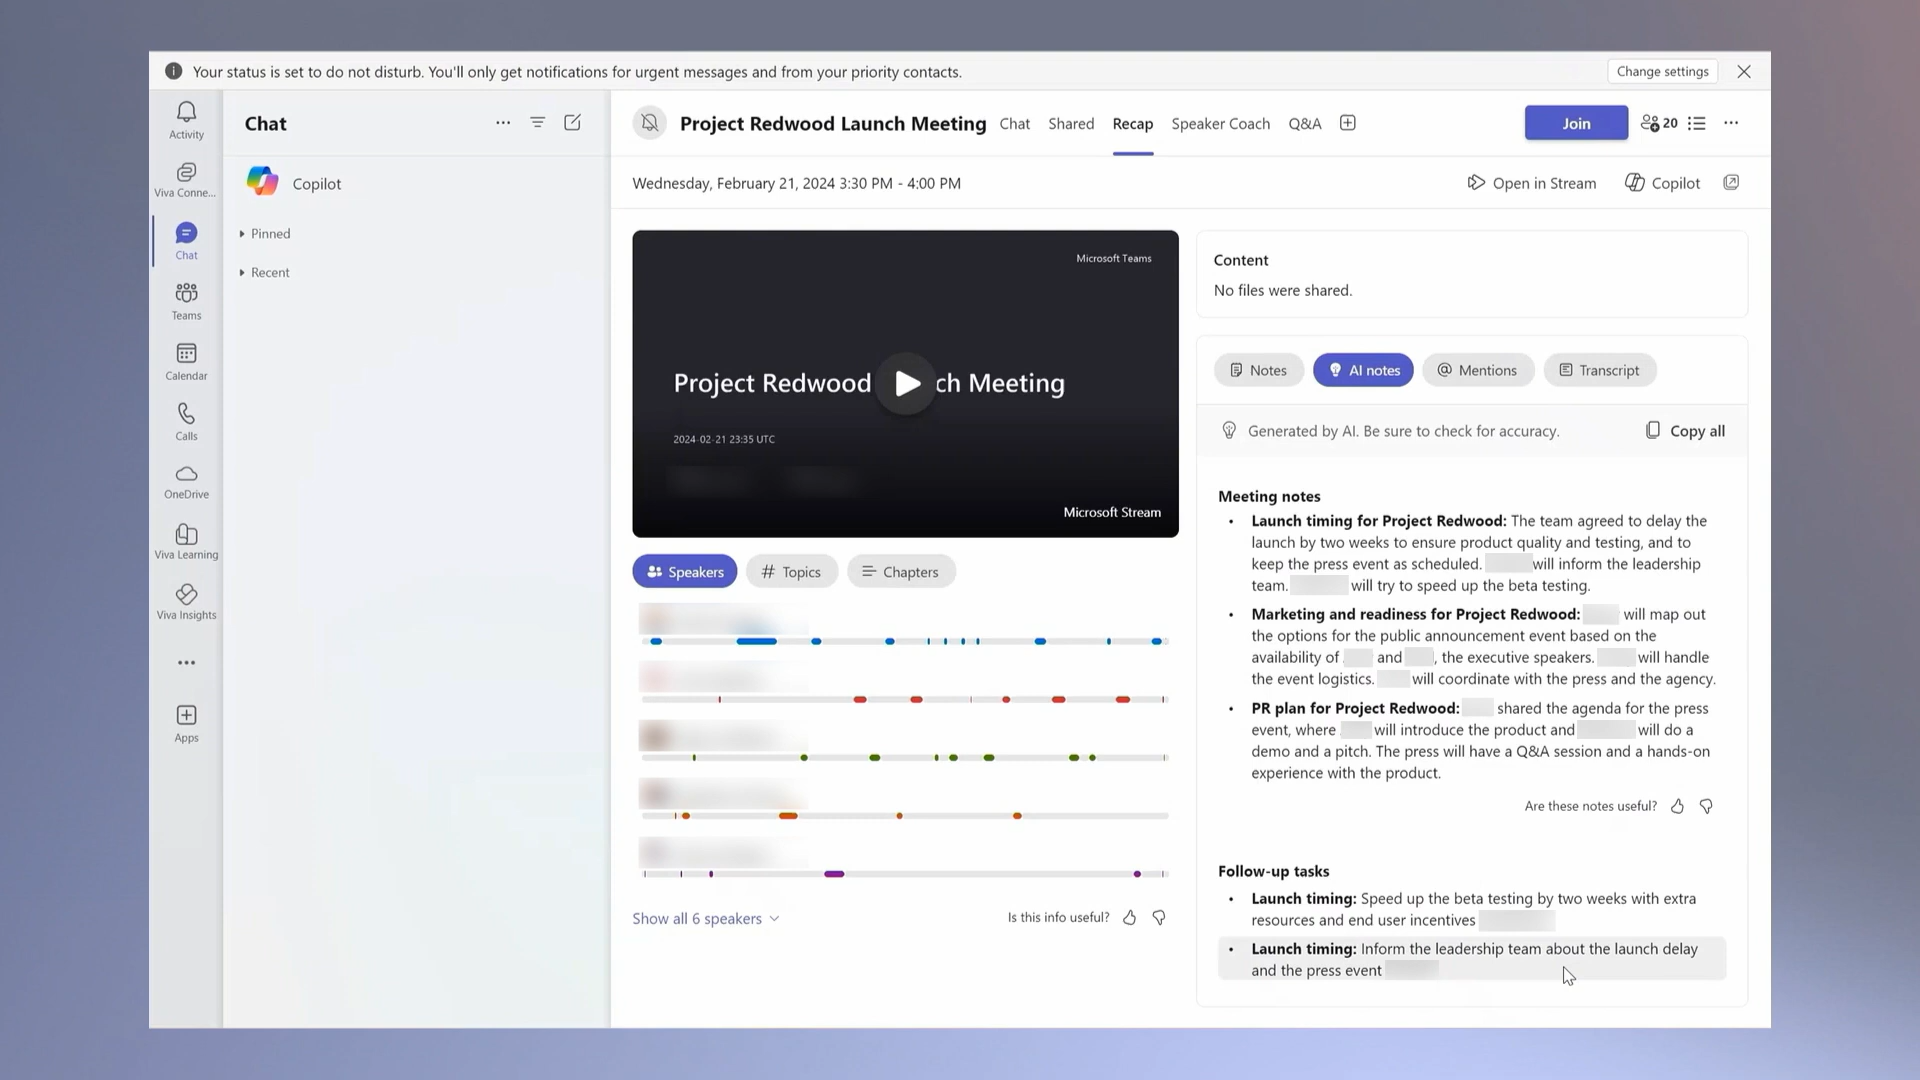 Your status is set to do not disturb. You'll only get notifications for urgent messages and from your priority contacts.
Change settings
Activity
Viva Conne...
Chat
Teams
Calendar
Calls
OneDrive
Viva Learning
Viva Insights
Apps
Chat
Copilot
Pinned
Recent
Project Redwood Launch Meeting
Chat
Shared
Recap
Speaker Coach
Q&A
Join
20
Wednesday, February 21, 2024 3:30 PM - 4:00 PM
Open in Stream
Copilot
Microsoft Teams
Project Redwood ch Meeting
2024-02-21 23:35 UTC
Microsoft Stream
Speakers
# Topics
Chapters
Show all 6 speakers
Is this info useful?
Content
No files were shared.
Notes
AI notes
@ Mentions
Transcript
Generated by AI. Be sure to check for accuracy.
Copy all
Meeting notes
• Launch timing for Project Redwood: The team agreed to delay the
launch by two weeks to ensure product quality and testing, and to
keep the press event as scheduled. will inform the leadership
team. will try to speed up the beta testing.
• Marketing and readiness for Project Redwood: will map out
the options for the public announcement event based on the
availability of and , the executive speakers. will handle
the event logistics. will coordinate with the press and the agency.
• PR plan for Project Redwood: shared the agenda for the press
event, where will introduce the product and will do a
demo and a pitch. The press will have a Q&A session and a hands-on
experience with the product.
Are these notes useful?
Follow-up tasks
• Launch timing: Speed up the beta testing by two weeks with extra
resources and end user incentives
• Launch timing: Inform the leadership team about the launch delay
and the press event